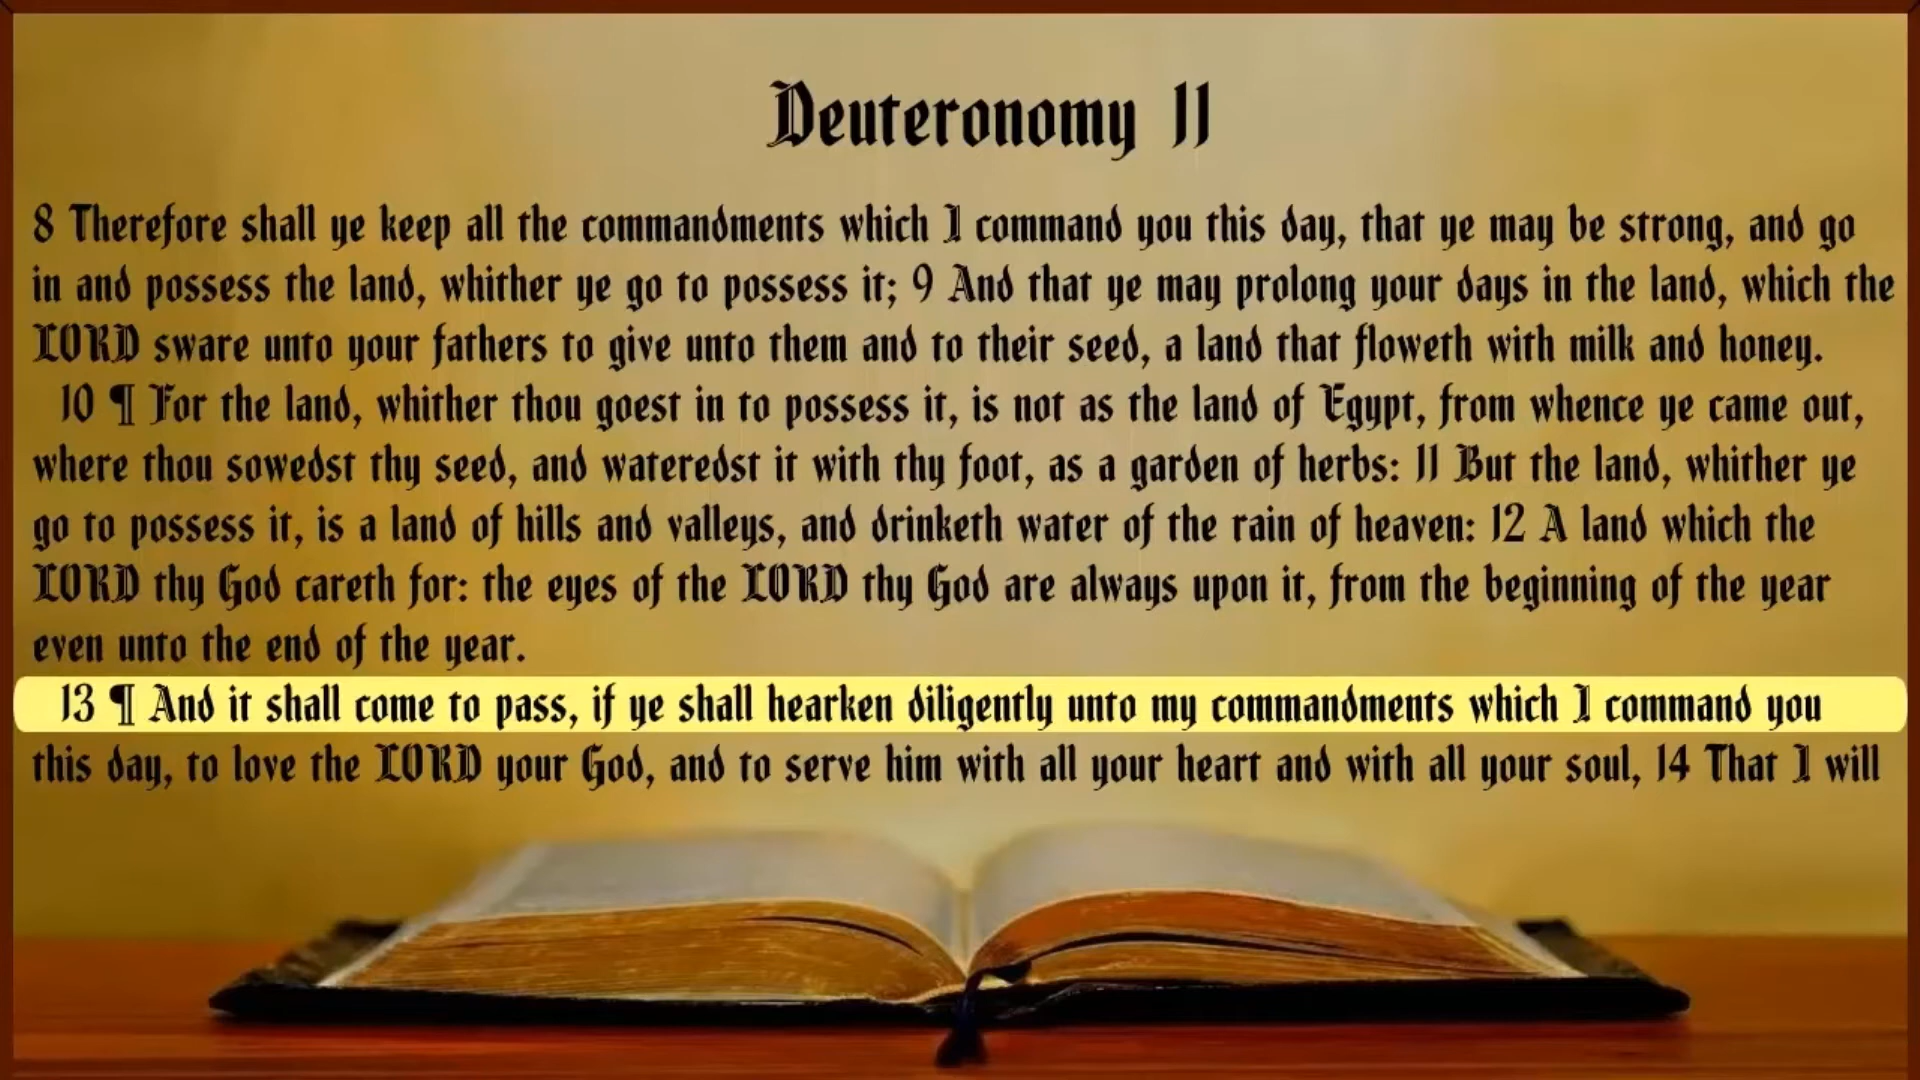 Deuteronomy 11
8 Therefore shall ye keep all the commandments which I command you this day, that ye may be strong, and go
in and possess the land, whither ye go to possess it; 9 And that ye may prolong your days in the land, which the
LORD sware unto your fathers to give unto them and to their seed, a land that floweth with milk and honey.
10 ¶ For the land, whither thou goest in to possess it, is not as the land of Egypt, from whence ye came out,
where thou sowedst thy seed, and wateredst it with thy foot, as a garden of herbs: 11 But the land, whither ye
go to possess it, is a land of hills and valleys, and drinketh water of the rain of heaven: 12 A land which the
LORD thy God careth for: the eyes of the LORD thy God are always upon it, from the beginning of the year
even unto the end of the year.
13 ¶ And it shall come to pass, if ye shall hearken diligently unto my commandments which I command you
this day, to love the LORD your God, and to serve him with all your heart and with all your soul, 14 That I will